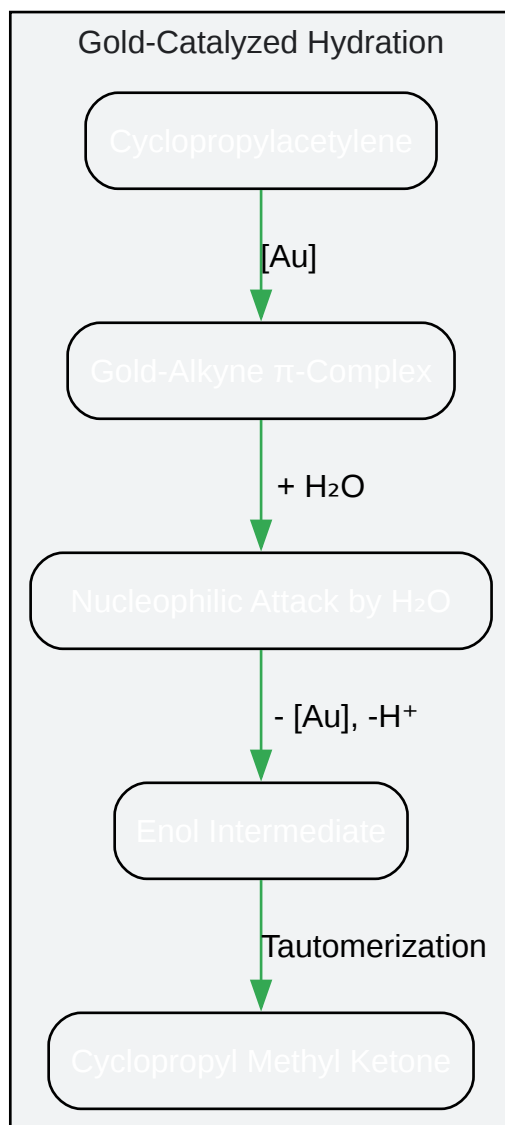 Gold-Catalyzed Hydration
Cyclopropylacetylene
[Au]
Gold-Alkyne π-Complex
+ H₂O
Nucleophilic Attack by H₂O
- [Au], -H⁺
Enol Intermediate
Tautomerization
Cyclopropyl Methyl Ketone